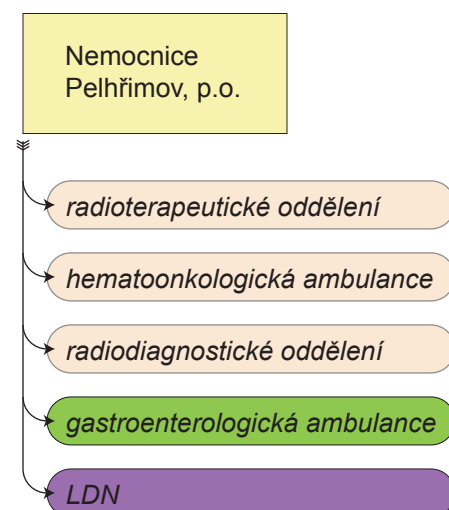 Nemocnice
Pelhřimov, p.o.
radioterapeutické oddělení
hematoonkologická ambulance
radiodiagnostické oddělení
gastroenterologická ambulance
LDN